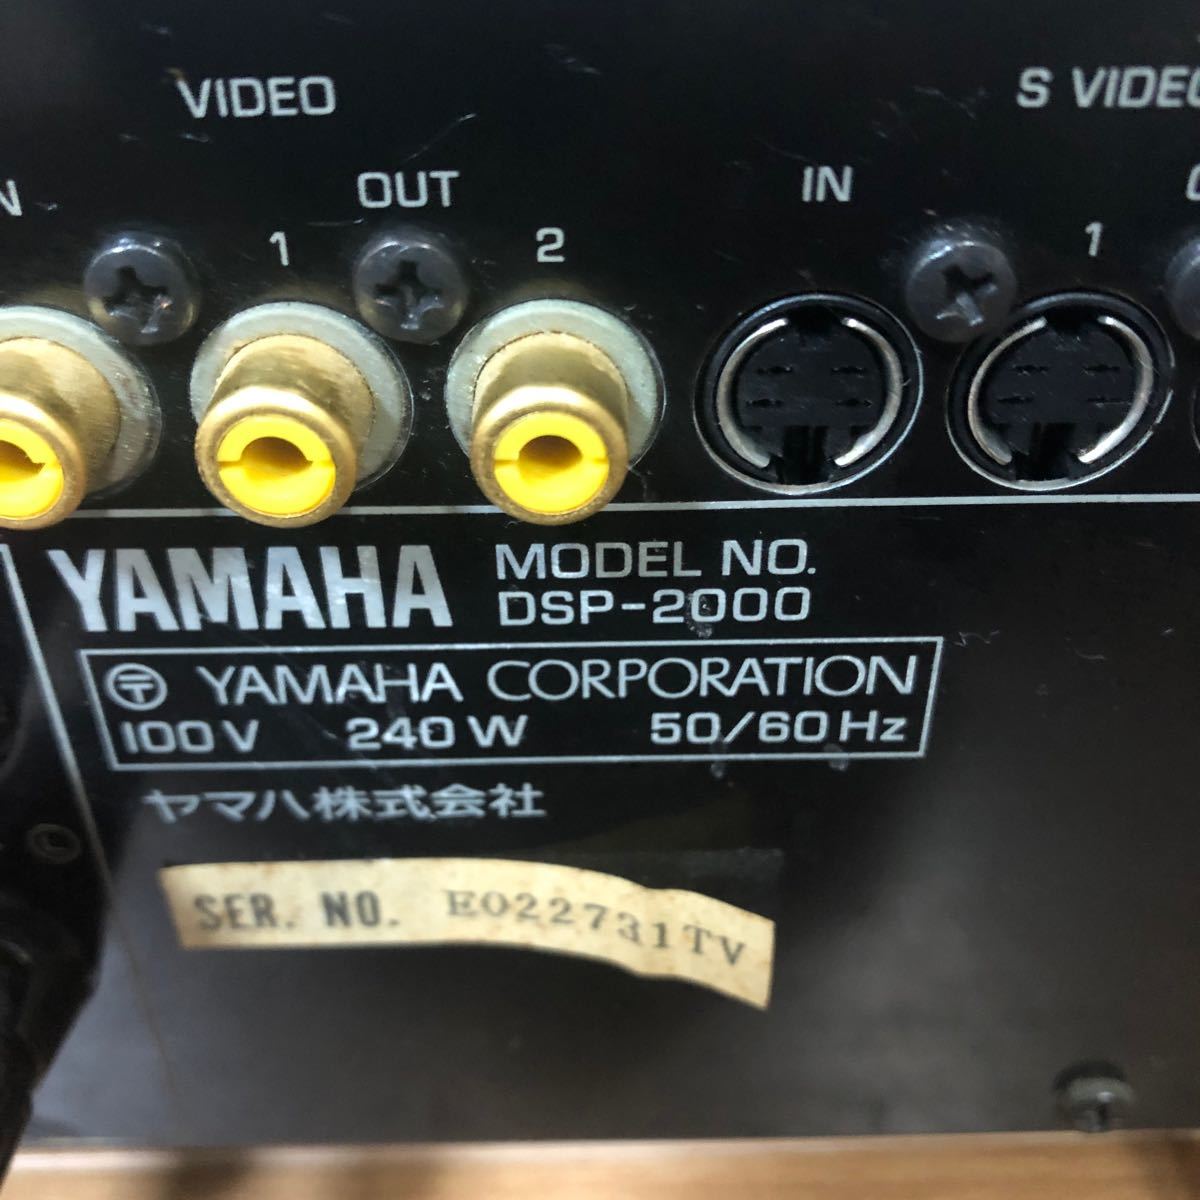 VIDEO
S VIDEO
OUT
IN
1
2
1
YAMAHA
MODEL NO.
DSP-2000
〒 YAMAHA CORPORATION
100V 240W 50/60Hz
ヤマハ株式会社
SER. NO. E022731TV